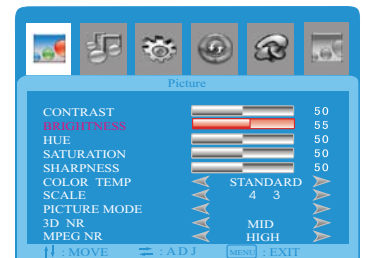 Picture
CONTRAST 50
BRIGHTNESS 55
HUE 50
SATURATION 50
SHARPNESS 50
COLOR TEMP STANDARD
SCALE 4 3
PICTURE MODE
3D NR MID
MPEG NR HIGH
: MOVE : ADJ MENU : EXIT